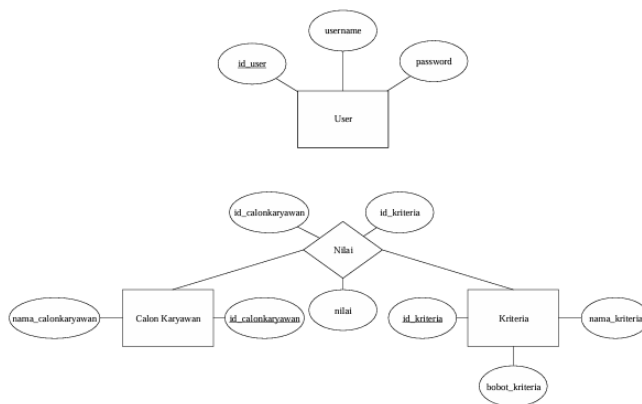 username
id_user
password
User
id_calonkaryawan
id_kriteria
Nilai
nama_calonkaryawan
Calon Karyawan
id_calonkaryawan
nilai
id_kriteria
Kriteria
nama_kriteria
bobot_kriteria